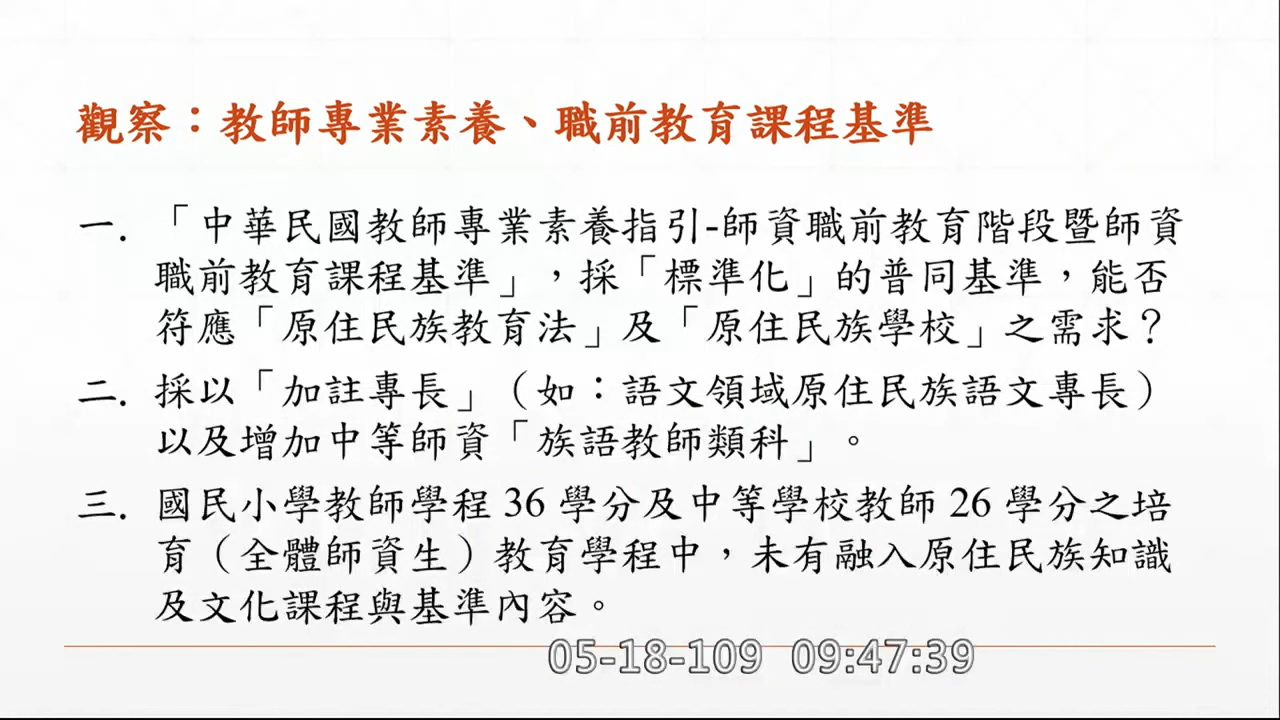 觀察：教師專業素養、職前教育課程基準
一. 「中華民國教師專業素養指引-師資職前教育階段暨師資
職前教育課程基準」，採「標準化」的普同基準，能否
符應「原住民族教育法」及「原住民族學校」之需求？
二. 採以「加註專長」（如：語文領域原住民族語文專長）
以及增加中等師資「族語教師類科」。
三. 國民小學教師學程 36 學分及中等學校教師 26 學分之培
育（全體師資生）教育學程中，未有融入原住民族知識
及文化課程與基準內容。
05-18-109 09:47:39